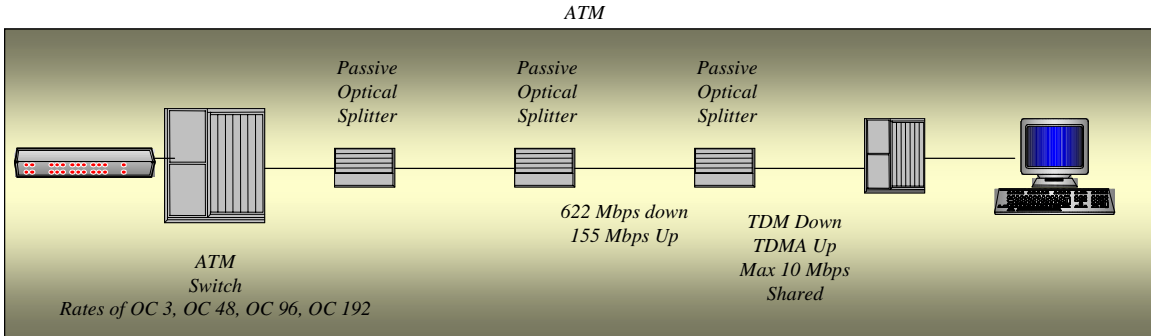 ATM
Passive
Optical
Splitter
Passive
Optical
Splitter
Passive
Optical
Splitter
622 Mbps down
155 Mbps Up
TDM Down
TDMA Up
Max 10 Mbps
Shared
ATM
Switch
Rates of OC 3, OC 48, OC 96, OC 192